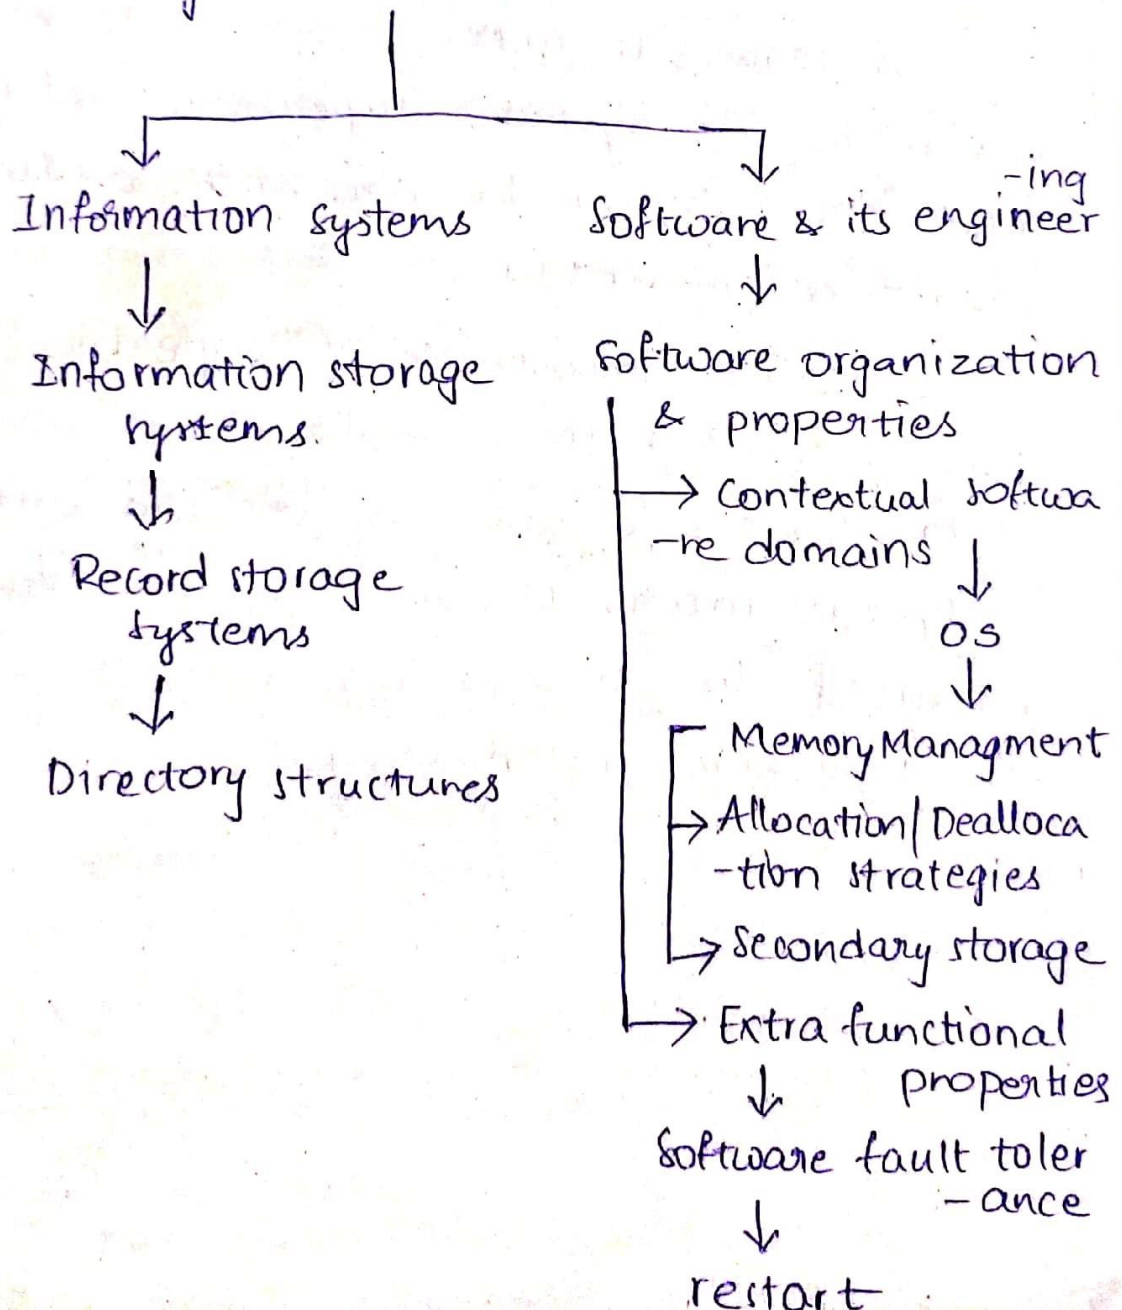 Information systems
Information storage
systems.
Record storage
systems
Directory structures
-ing
Software & its engineer
Software organization
& properties
Contextual softwa
-re domains
OS
Memory Managment
Allocation/Dealloca
-tion strategies
Secondary storage
Extra functional
properties
Software fault toler
-ance
restart